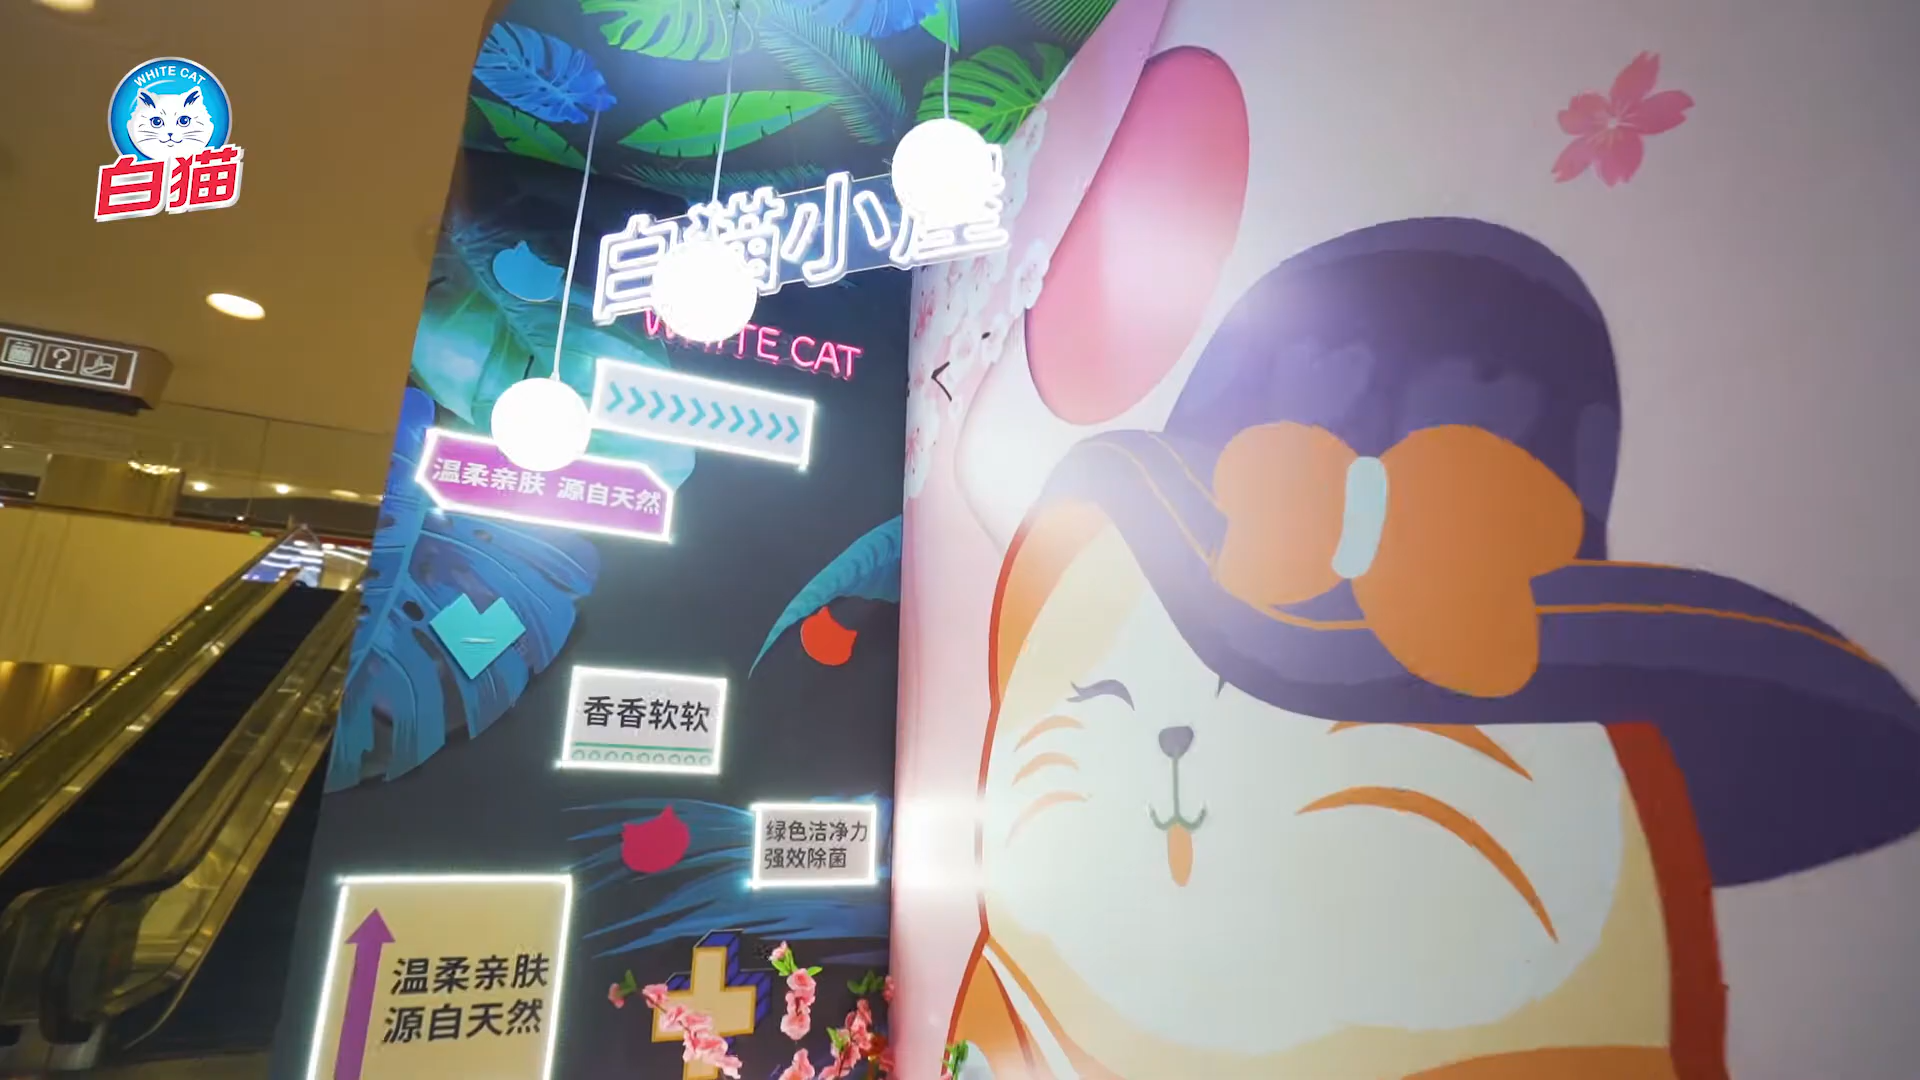 WHITE CAT
白猫
白猫小屋
WHITE CAT
温柔亲肤 源自天然
香香软软
绿色洁净力
强效除菌
温柔亲肤
源自天然